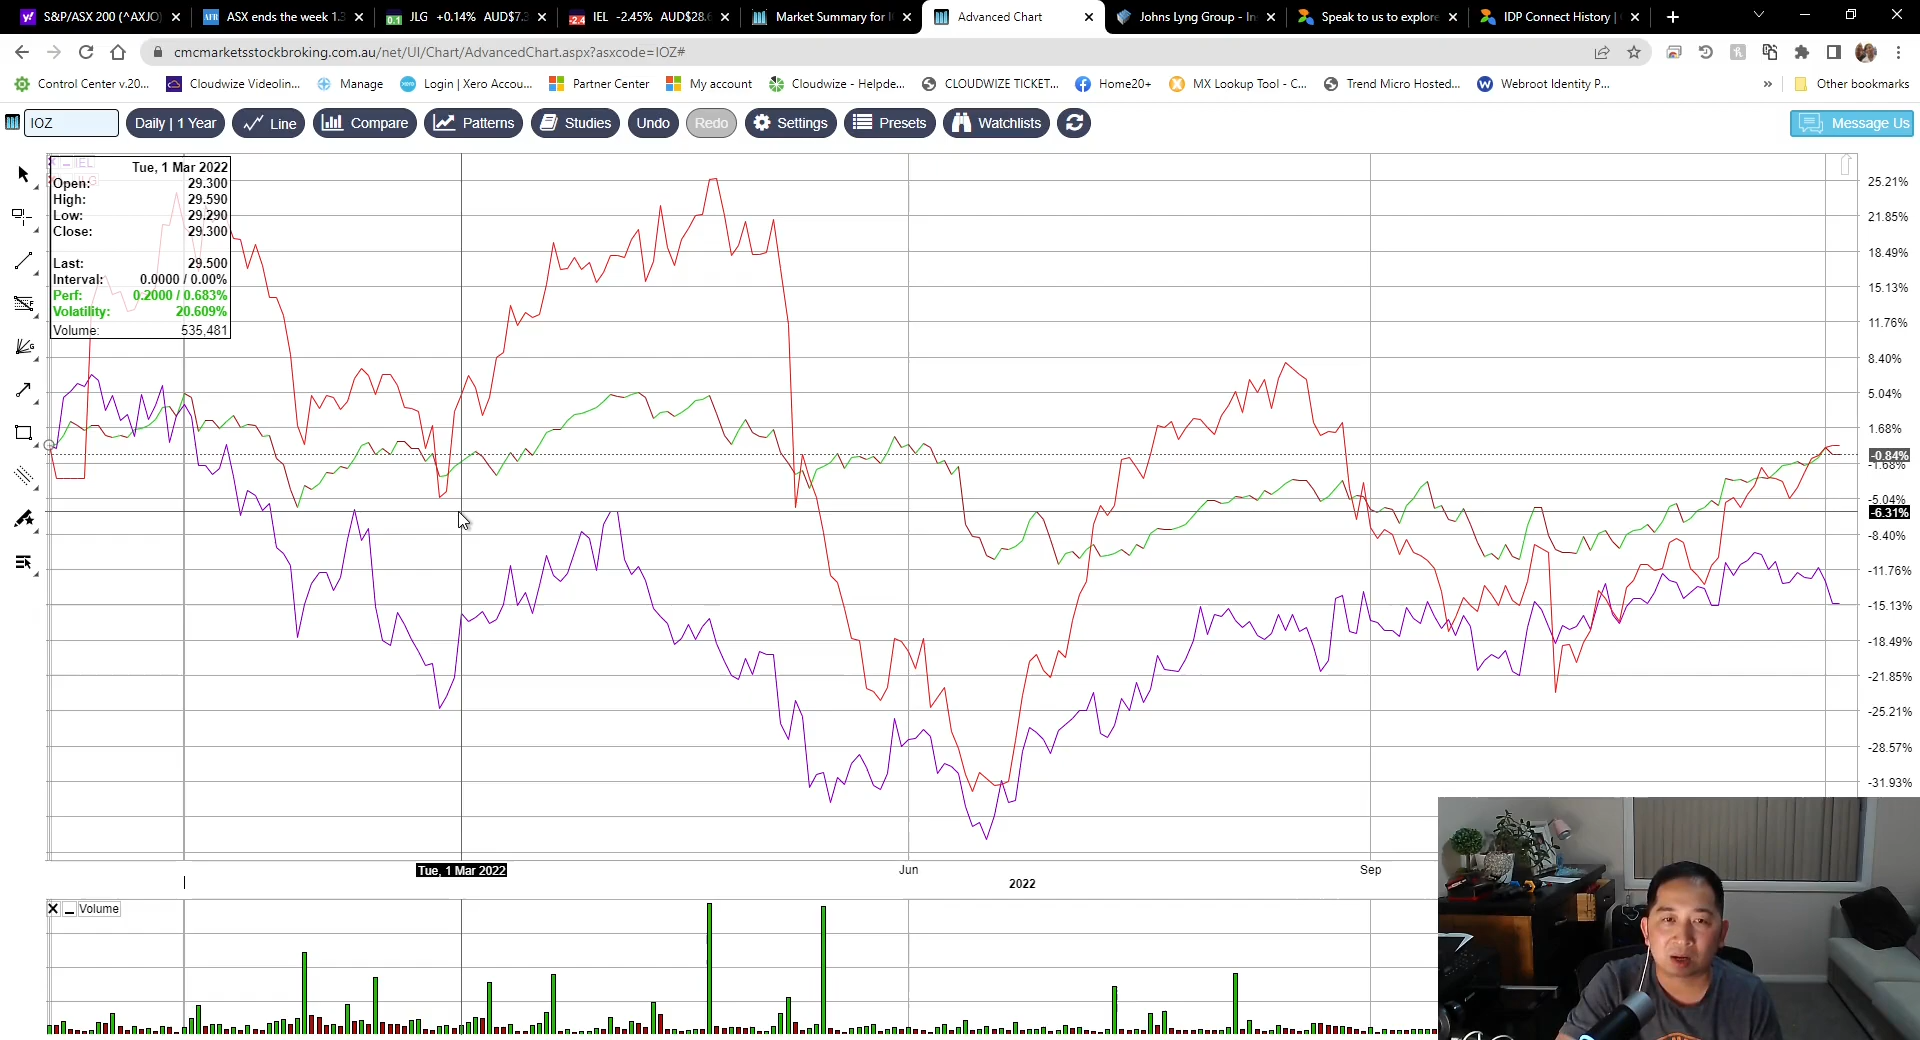 S&P/ASX 200 (^AXJO)
ASX ends the week 1.3
JLG +0.14% AUD$7.3
IEL -2.45% AUD$28.6
Market Summary for I
Advanced Chart
Johns Lyng Group - In
Speak to us to explore
IDP Connect History |
cmcmarketsstockbroking.com.au/net/UI/Chart/AdvancedChart.aspx?asxcode=IOZ#
Control Center v.20...
Cloudwize Videolin...
Manage
Login | Xero Accou...
Partner Center
My account
Cloudwize - Helpde...
CLOUDWIZE TICKET...
Home20+
MX Lookup Tool - C...
Trend Micro Hosted...
Webroot Identity P...
»
Other bookmarks
IOZ
Daily | 1 Year
Line
Compare
Patterns
Studies
Undo
Redo
Settings
Presets
Watchlists
Message Us
IEL
JLG
Tue, 1 Mar 2022
Open: 29.300
High: 29.590
Low: 29.290
Close: 29.300
Last: 29.500
Interval: 0.0000 / 0.00%
Perf: 0.2000 / 0.683%
Volatility: 20.609%
Volume: 535,481
25.21%
21.85%
18.49%
15.13%
11.76%
8.40%
5.04%
1.68%
-0.84%
-1.68%
-5.04%
-6.31%
-8.40%
-11.76%
-15.13%
-18.49%
-21.85%
-25.21%
-28.57%
-31.93%
Tue, 1 Mar 2022
Jun
Sep
2022
X _ Volume